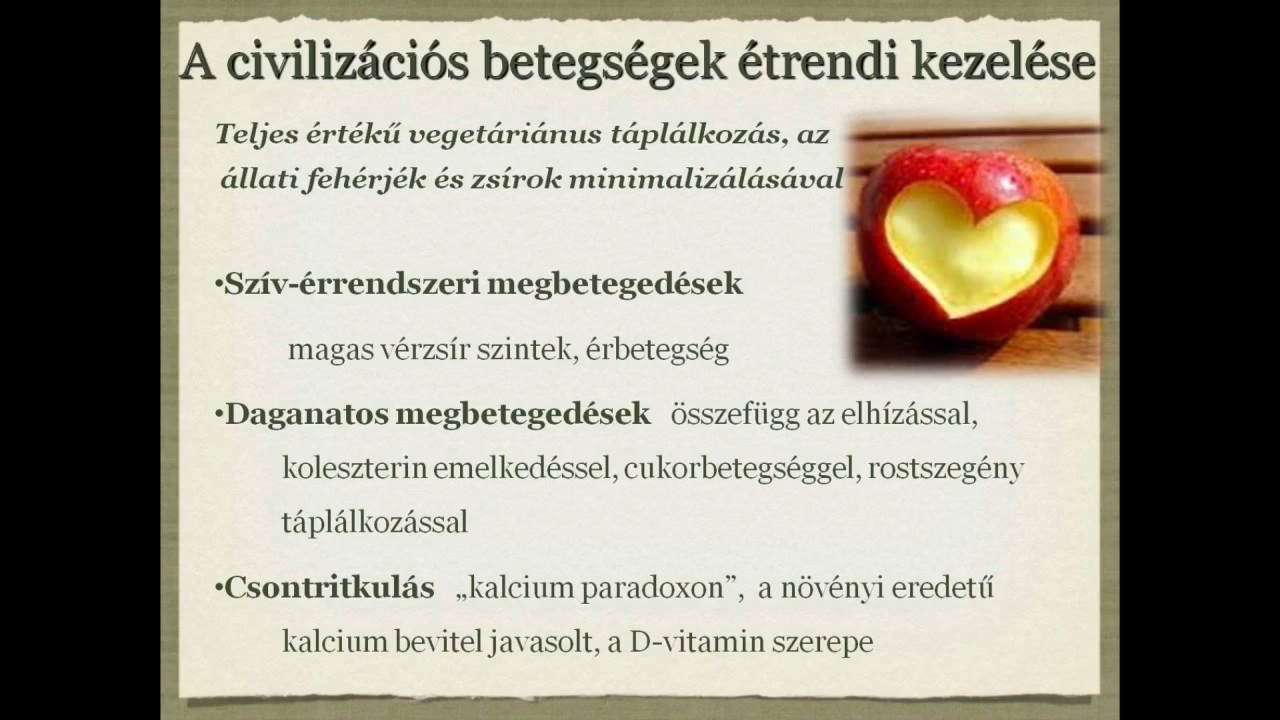 A civilizációs betegségek étrendi kezelése
Teljes értékű vegetáriánus táplálkozás, az
állati fehérjék és zsírok minimalizálásával
•Szív-érrendszeri megbetegedések
magas vérzsír szintek, érbetegség
•Daganatos megbetegedések összefügg az elhízással,
koleszterin emelkedéssel, cukorbetegséggel, rostszegény
táplálkozással
•Csontritkulás „kalcium paradoxon”, a növényi eredetű
kalcium bevitel javasolt, a D-vitamin szerepe